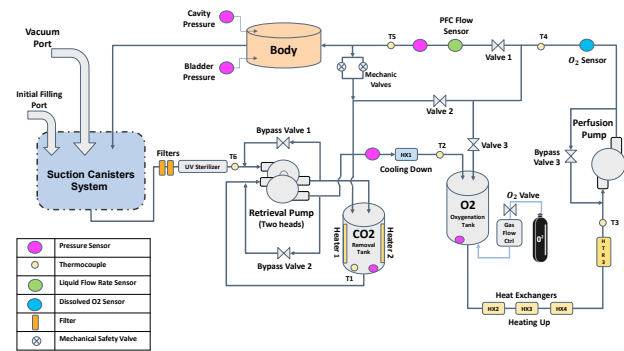 Vacuum
Port
Initial Filling
Port
Cavity
Pressure
Body
Bladder
Pressure
T5
PFC Flow
Sensor
Valve 1
T4
O2 Sensor
Mechanic
Valves
Valve 2
Perfusion
Pump
Bypass
Valve 3
Filters
UV Sterilizer
T6
Bypass Valve 1
HX1
T2
Cooling Down
Valve 3
Suction Canisters
System
Retrieval Pump
(Two heads)
Bypass Valve 2
Heater 1
CO2
Removal
Tank
Heater 2
T1
O2
Oxygenation
Tank
O2 Valve
Gas
Flow
Ctrl
T3
H
T
R
3
Heat Exchangers
HX2
HX3
HX4
Heating Up
Pressure Sensor
Thermocouple
Liquid Flow Rate Sensor
Dissolved O2 Sensor
Filter
Mechanical Safety Valve